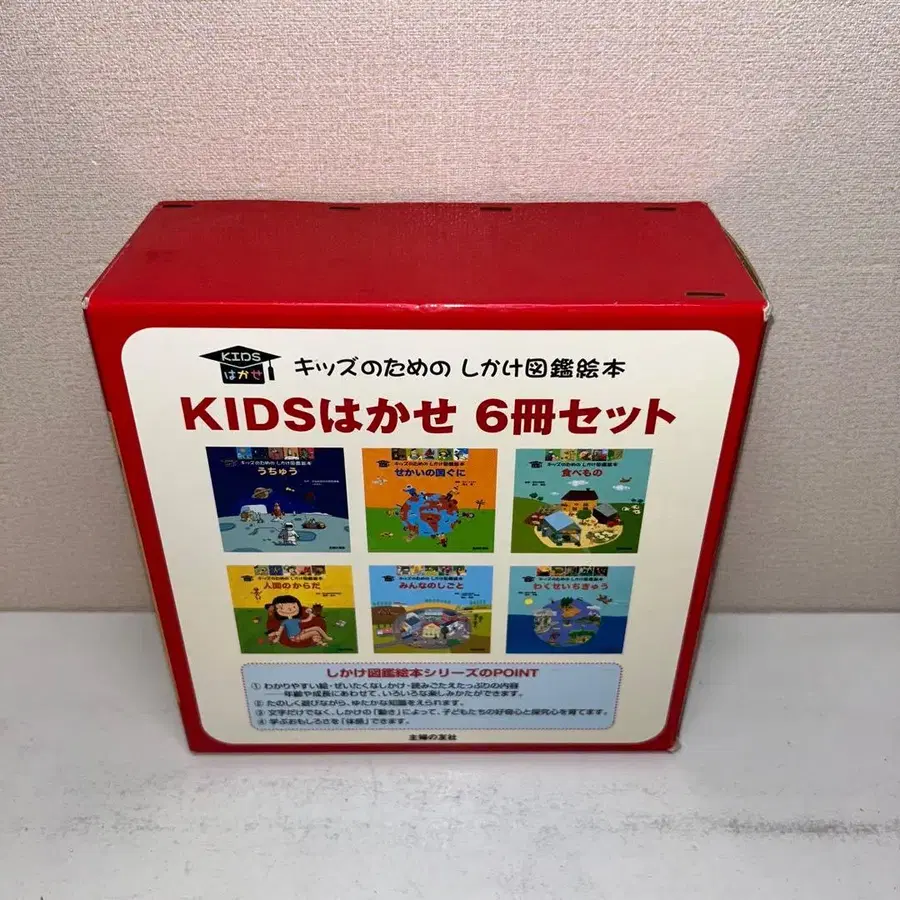 KIDS
はかせ
キッズのための しかけ図鑑絵本
KIDSはかせ 6冊セット
キッズのための しかけ図鑑絵本
うちゅう
キッズのための しかけ図鑑絵本
せかいの国ぐに
キッズのための しかけ図鑑絵本
食べもの
キッズのための しかけ図鑑絵本
人間のからだ
キッズのための しかけ図鑑絵本
みんなのしごと
キッズのための しかけ図鑑絵本
わくせいちきゅう
しかけ図鑑絵本シリーズのPOINT
① わかりやすい絵・ぜいたくなしかけ・読みごたえたっぷりの内容
――年齢や成長にあわせて、いろいろな楽しみかたができます。
② たのしく遊びながら、ゆたかな知識をえられます。
③ 文字だけでなく、しかけの「動き」によって、子どもたちの好奇心と探究心を育てます。
④ 学ぶおもしろさを「体感」できます。
主婦の友社